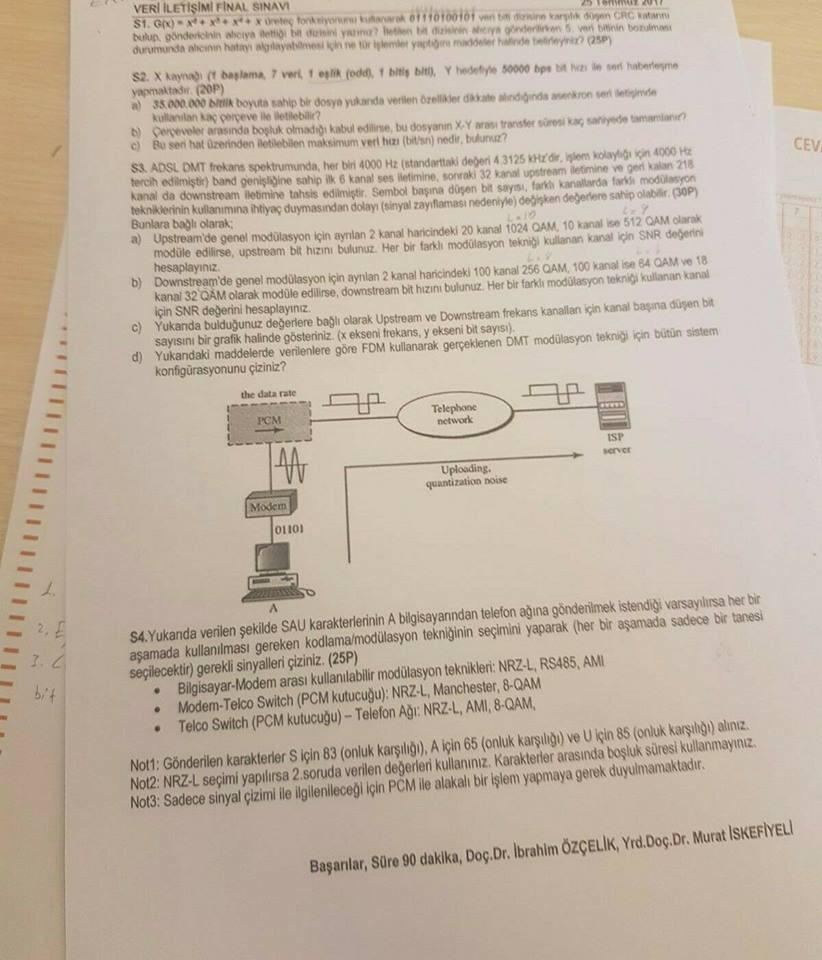 VERİ İLETİŞİMİ FİNAL SINAVI 25 Temmuz 2017
S1. G(x) = üreteç fonksiyonunu kullanarak 01110100101 veri biti dizisine karşılık düşen CRC katarını
bulup, göndericinin alıcıya ilettiği bit dizisini yazınız? İletilen bit dizisinin alıcıya gönderilirken 5. veri bitinin bozulması
durumunda alıcının hatayı algılayabilmesi için ne tür işlemler yaptığını maddeler halinde belirleyiniz? (25P)
S2. X kaynağı (1 başlama, 7 veri, 1 eşlik (odd), 1 bitiş biti), Y hedefiyle 50000 bps bit hızı ile seri haberleşme
yapmaktadır. (20P)
a) 35.000.000 bitlik boyuta sahip bir dosya yukarıda verilen özellikler dikkate alındığında asenkron seri iletişimde
kullanılan kaç çerçeve ile iletilebilir?
b) Çerçeveler arasında boşluk olmadığı kabul edilirse, bu dosyanın X-Y arası transfer süresi kaç saniyede tamamlanır?
c) Bu seri hat üzerinden iletilebilen maksimum veri hızı (bit/sn) nedir, bulunuz?
CEV
S3. ADSL DMT frekans spektrumunda, her biri 4000 Hz (standarttaki değeri 4.3125 kHz'dir, işlem kolaylığı için 4000 Hz
tercih edilmiştir) band genişliğine sahip ilk 6 kanal ses iletimine, sonraki 32 kanal upstream iletimine ve geri kalan 218
kanal da downstream iletimine tahsis edilmiştir. Sembol başına düşen bit sayısı, farklı kanallarda farklı modülasyon
tekniklerinin kullanımına ihtiyaç duymasından dolayı (sinyal zayıflaması nedeniyle) değişken değerlere sahip olabilir. (30P)
Bunlara bağlı olarak;
L=10
a) Upstream'de genel modülasyon için ayrılan 2 kanal haricindeki 20 kanal 1024 QAM, 10 kanal ise 512 QAM olarak
modüle edilirse, upstream bit hızını bulunuz. Her bir farklı modülasyon tekniği kullanan kanal için SNR değerini
hesaplayınız.
b) Downstream'de genel modülasyon için ayrılan 2 kanal haricindeki 100 kanal 256 QAM, 100 kanal ise 64 QAM ve 18
kanal 32 QAM olarak modüle edilirse, downstream bit hızını bulunuz. Her bir farklı modülasyon tekniği kullanan kanal
için SNR değerini hesaplayınız.
c) Yukarıda bulduğunuz değerlere bağlı olarak Upstream ve Downstream frekans kanalları için kanal başına düşen bit
sayısını bir grafik halinde gösteriniz. (x ekseni frekans, y ekseni bit sayısı).
d) Yukarıdaki maddelerde verilenlere göre FDM kullanarak gerçeklenen DMT modülasyon tekniği için bütün sistem
konfigürasyonunu çiziniz?
the data rate
PCM
Telephone
network
ISP
server
Uploading,
quantization noise
Modem
01101
A
S4.Yukarıda verilen şekilde SAU karakterlerinin A bilgisayarından telefon ağına gönderilmek istendiği varsayılırsa her bir
aşamada kullanılması gereken kodlama/modülasyon tekniğinin seçimini yaparak (her bir aşamada sadece bir tanesi
seçilecektir) gerekli sinyalleri çiziniz. (25P)
• Bilgisayar-Modem arası kullanılabilir modülasyon teknikleri: NRZ-L, RS485, AMI
• Modem-Telco Switch (PCM kutucuğu): NRZ-L, Manchester, 8-QAM
• Telco Switch (PCM kutucuğu) – Telefon Ağı: NRZ-L, AMI, 8-QAM,
Not1: Gönderilen karakterler S için 83 (onluk karşılığı), A için 65 (onluk karşılığı) ve U için 85 (onluk karşılığı) alınız.
Not2: NRZ-L seçimi yapılırsa 2.soruda verilen değerleri kullanınız. Karakterler arasında boşluk süresi kullanmayınız.
Not3: Sadece sinyal çizimi ile ilgilenileceği için PCM ile alakalı bir işlem yapmaya gerek duyulmamaktadır.
Başarılar, Süre 90 dakika, Doç.Dr. İbrahim ÖZÇELİK, Yrd.Doç.Dr. Murat İSKEFİYELİ